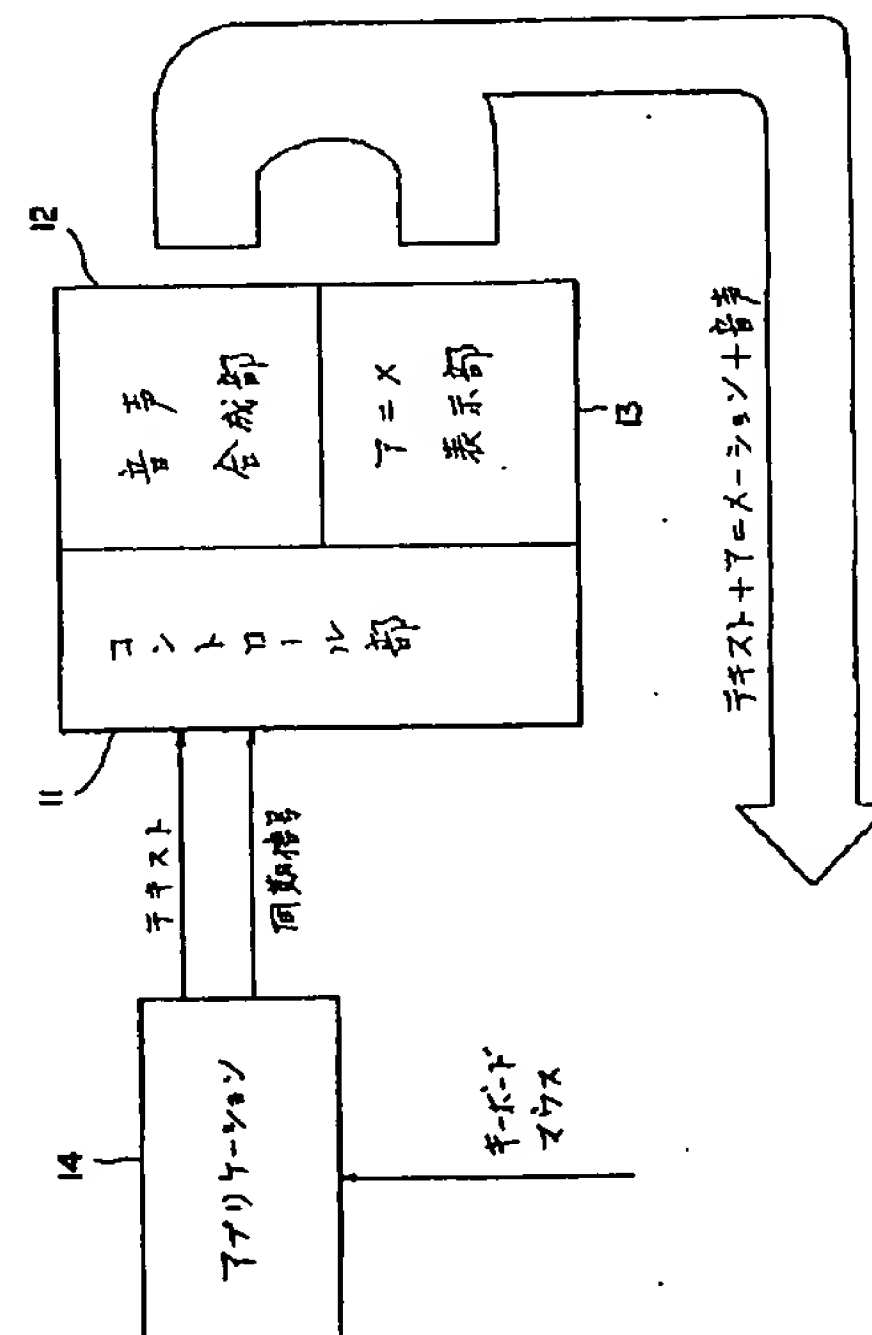 12
音声
合成部
アニメ
表示部
13
コントロール部
11
テキスト
同期信号
14
アプリケーション
キーボード
マウス
テキスト+アニメーション+音声